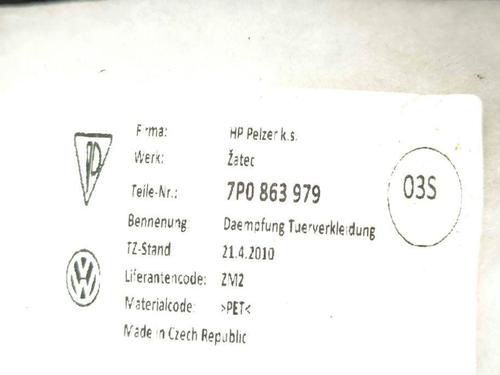 Firma: HP Pelzer k.s.
Werk: Žatec
Teile-Nr.: 7P0 863 979
03S
Bennenung Daempfung Tuerverkleidung
TZ-Stand 21.4.2010
Liferantencode: ZM2
Materialcode: >PET<
Made in Czech Republic